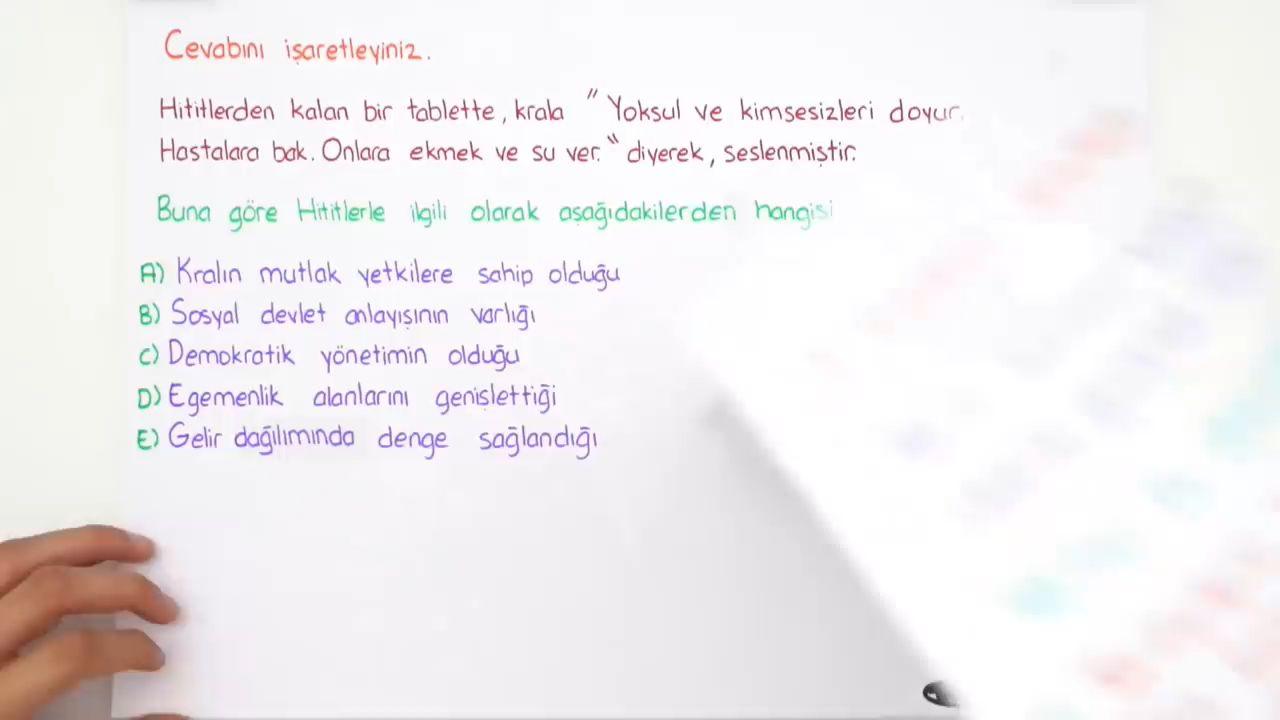 Cevabını işaretleyiniz.
Hititlerden kalan bir tablette, krala "Yoksul ve kimsesizleri doyur.
Hastalara bak. Onlara ekmek ve su ver." diyerek, seslenmiştir.
Buna göre Hititlerle ilgili olarak aşağıdakilerden hangisi
A) Kralın mutlak yetkilere sahip olduğu
B) Sosyal devlet anlayışının varlığı
C) Demokratik yönetimin olduğu
D) Egemenlik alanlarını genişlettiği
E) Gelir dağılımında denge sağlandığı